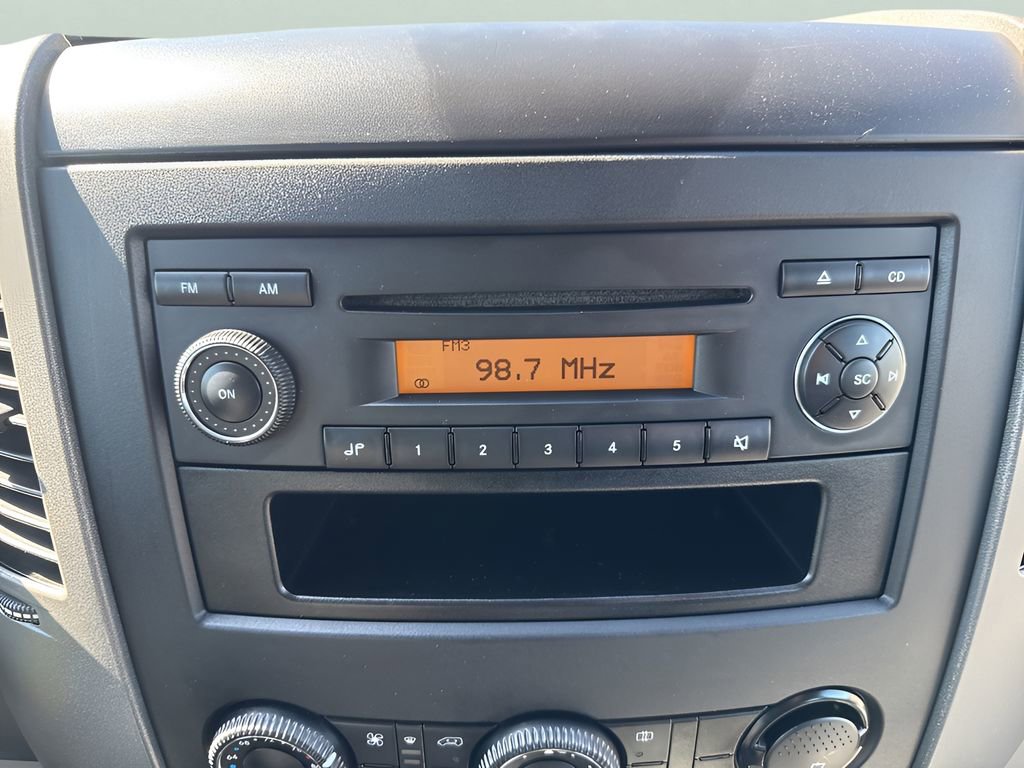 FM AM CD
FM3
98.7 MHz
ON SC
1 2 3 4 5